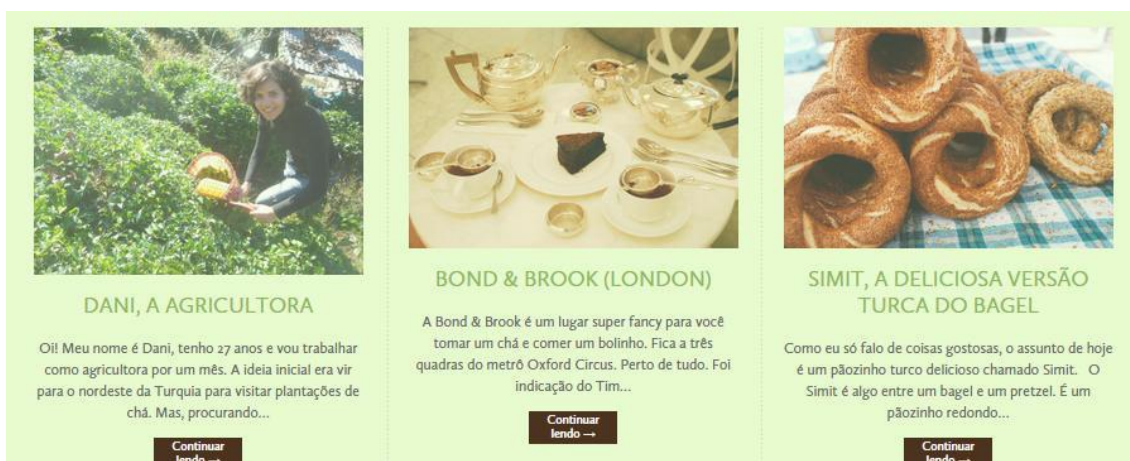 DANI, A AGRICULTORA
Oi! Meu nome é Dani, tenho 27 anos e vou trabalhar
como agricultora por um mês. A ideia inicial era vir
para o nordeste da Turquia para visitar plantações de
chá. Mas, procurando...
Continuar
lendo →
BOND & BROOK (LONDON)
A Bond & Brook é um lugar super fancy para você
tomar um chá e comer um bolinho. Fica a três
quadras do metrô Oxford Circus. Perto de tudo. Foi
indicação do Tim...
Continuar
lendo →
SIMIT, A DELICIOSA VERSÃO
TURCA DO BAGEL
Como eu só falo de coisas gostosas, o assunto de hoje
é um pãozinho turco delicioso chamado Simit. O
Simit é algo entre um bagel e um pretzel. É um
pãozinho redondo...
Continuar
lendo →